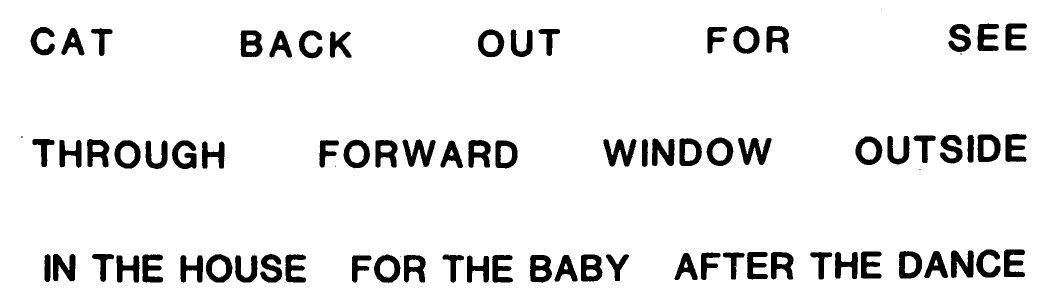 CAT BACK OUT FOR SEE
THROUGH FORWARD WINDOW OUTSIDE
IN THE HOUSE FOR THE BABY AFTER THE DANCE